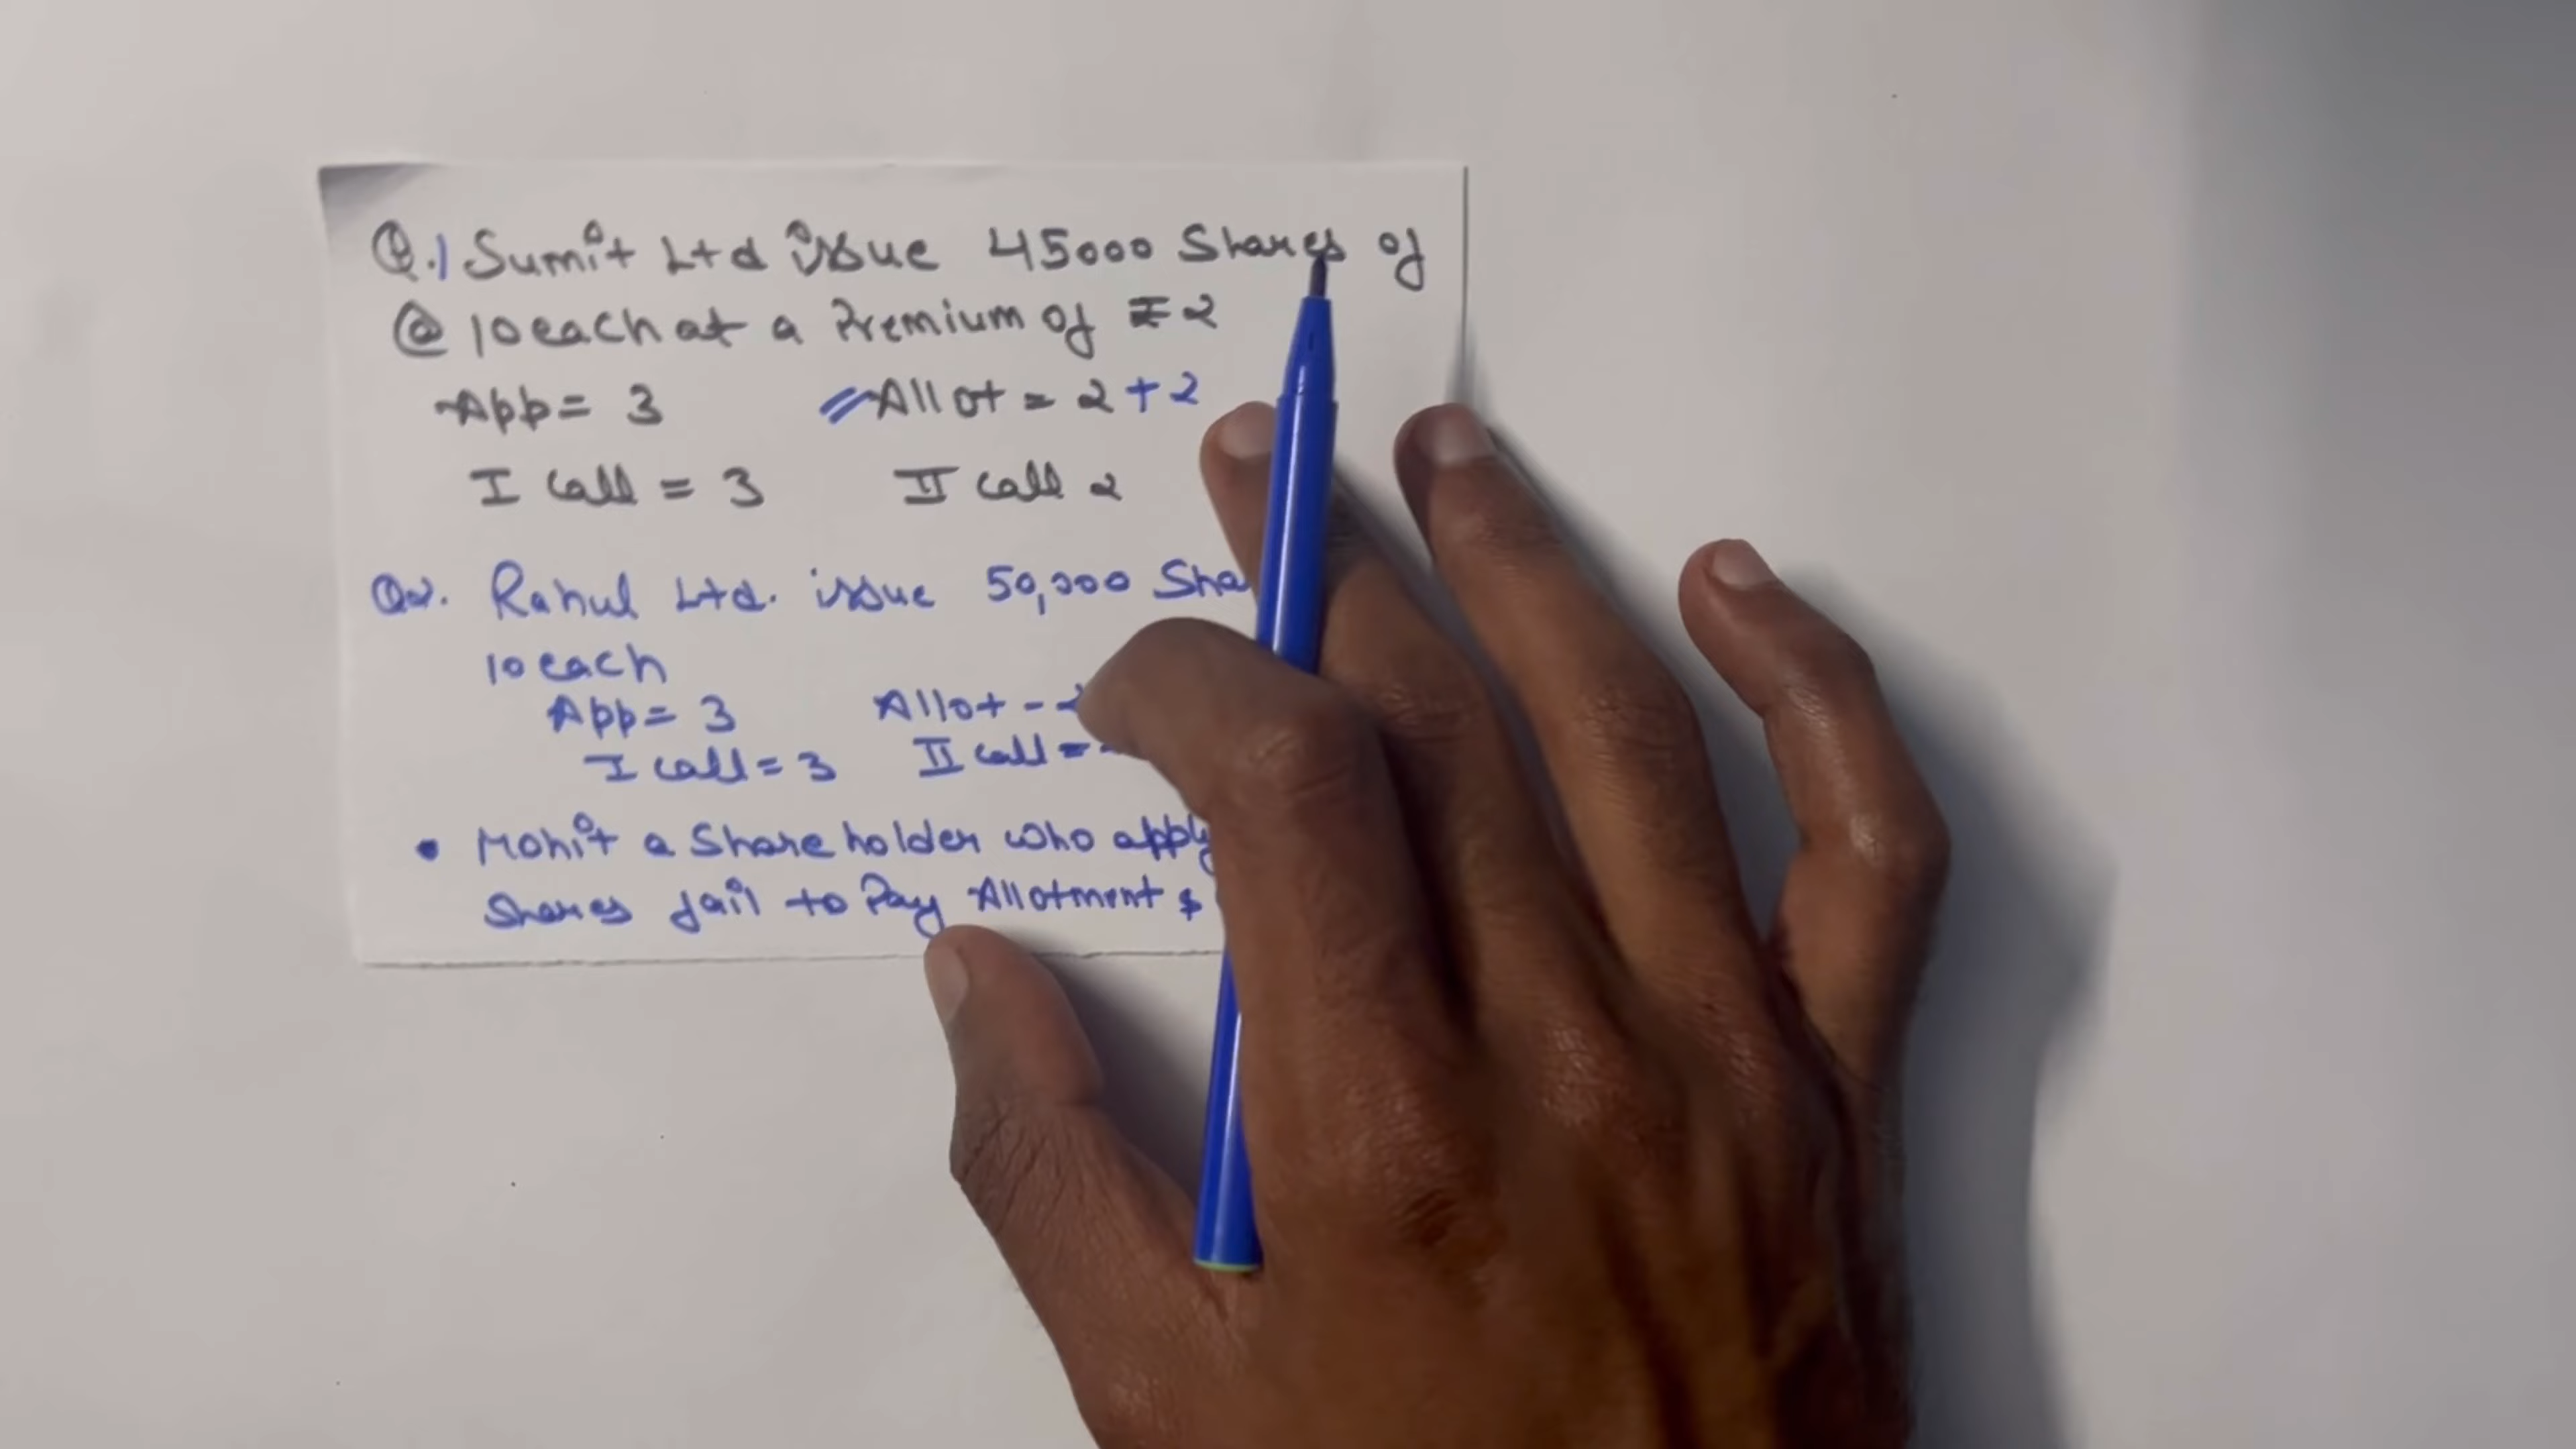 Q.1 Sumit Ltd issue 45000 Shares of
@ 10 each at a Premium of ₹ 2
App = 3 Allot = 2 + 2
I Call = 3 II Call 2
Q2. Rahul Ltd. issue 50,000
10 each
App = 3 Allot -
I Call = 3 II Call =
• Mohit a Share holder who apply
Shares fail to Pay Allotment $